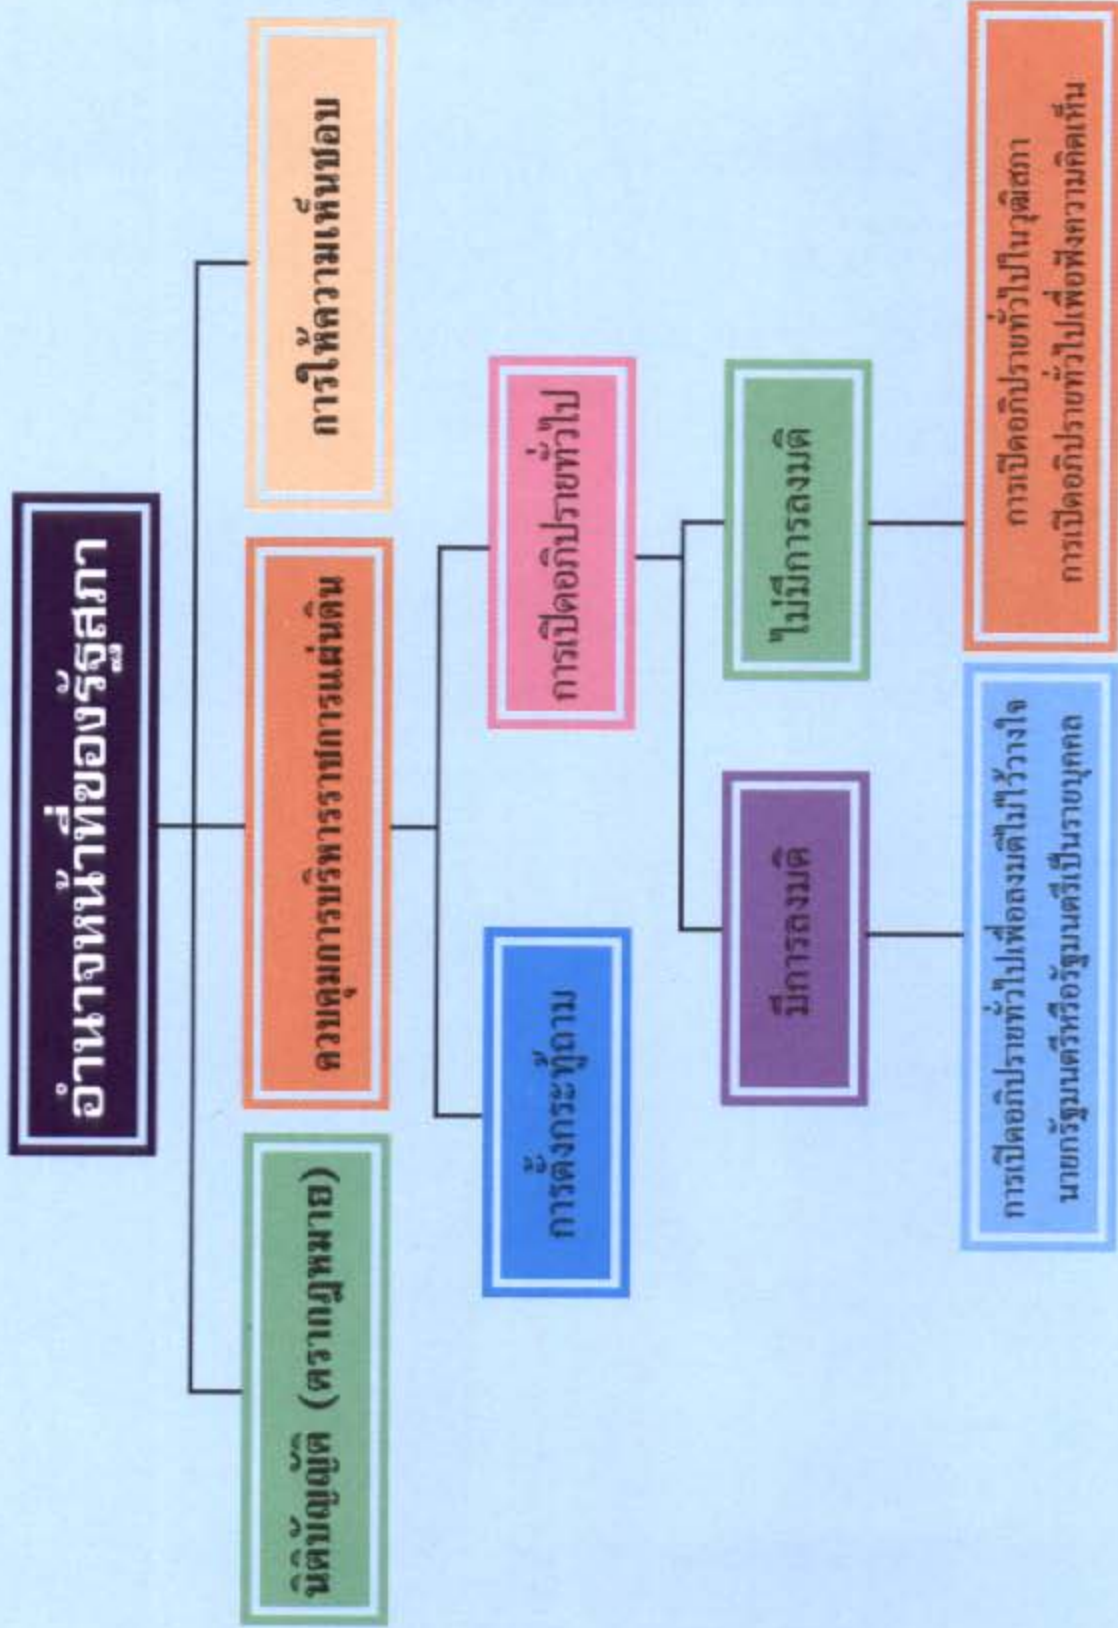 อำนาจหน้าที่ของรัฐสภา
นิติบัญญัติ (ตรากฎหมาย)
ควบคุมการบริหารราชการแผ่นดิน
การให้ความเห็นชอบ
การตั้งกระทู้ถาม
การเปิดอภิปรายทั่วไป
มีการลงมติ
ไม่มีการลงมติ
การเปิดอภิปรายทั่วไปเพื่อลงมติไม่ไว้วางใจ
นายกรัฐมนตรีหรือรัฐมนตรีเป็นรายบุคคล
การเปิดอภิปรายทั่วไปในวุฒิสภา
การเปิดอภิปรายทั่วไปเพื่อฟังความคิดเห็น